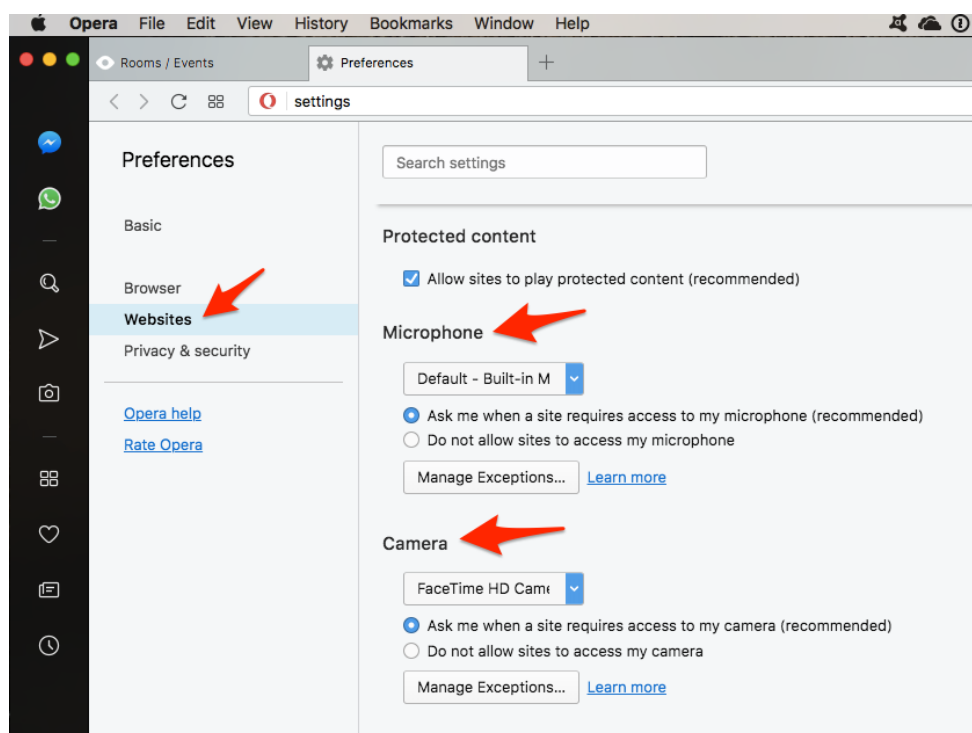 Opera File Edit View History Bookmarks Window Help
Rooms / Events
Preferences
settings
Preferences
Basic
Browser
Websites
Privacy & security
Opera help
Rate Opera
Search settings
Protected content
Allow sites to play protected content (recommended)
Microphone
Default - Built-in M
Ask me when a site requires access to my microphone (recommended)
Do not allow sites to access my microphone
Manage Exceptions... Learn more
Camera
FaceTime HD Came
Ask me when a site requires access to my camera (recommended)
Do not allow sites to access my camera
Manage Exceptions... Learn more